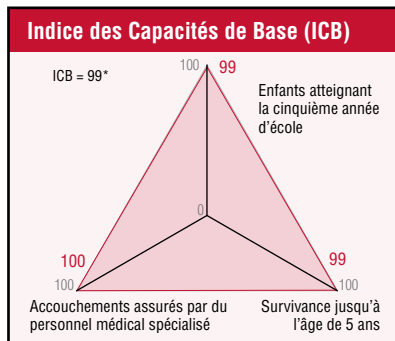 Indice des Capacités de Base (ICB)
ICB = 99*
100
99
Enfants atteignant
la cinquième année
d'école
0
100
99
100
100
Accouchements assurés par du
personnel médical spécialisé
Survivance jusqu'à
l'âge de 5 ans